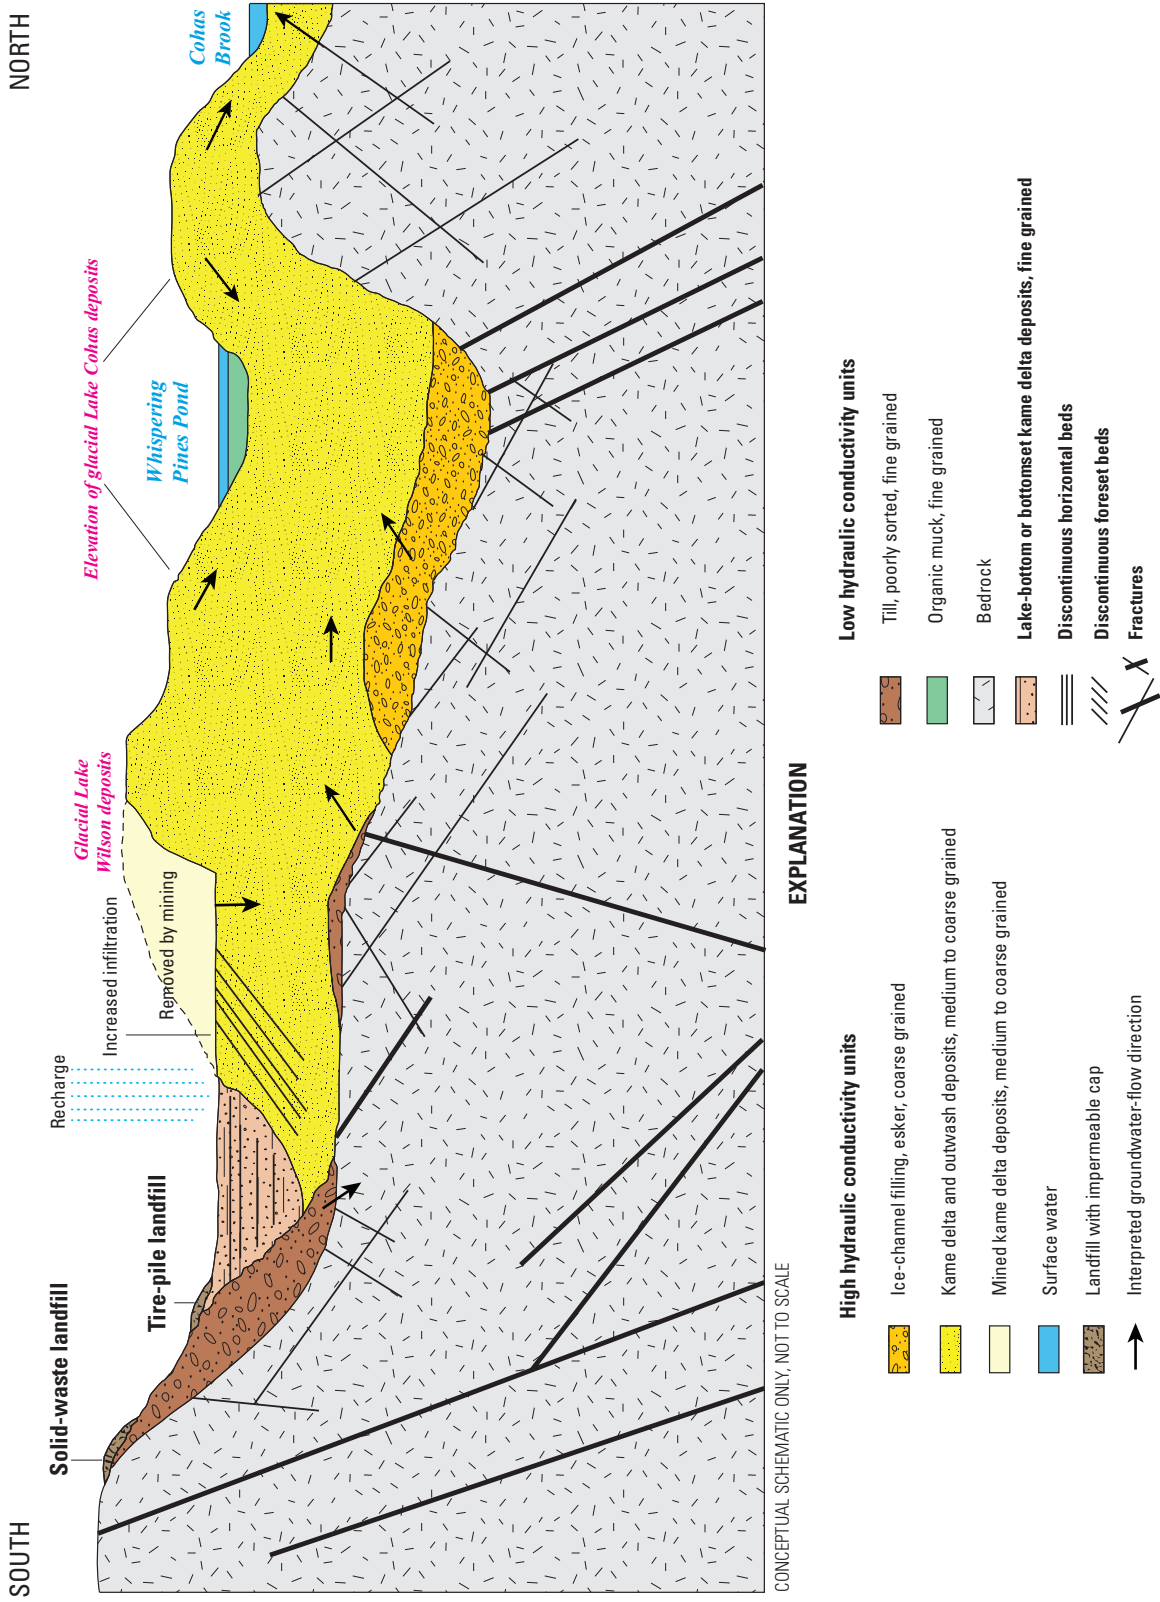 SOUTH
NORTH
Solid-waste landfill
Tire-pile landfill
Recharge
Increased infiltration
Removed by mining
Glacial Lake
Wilson deposits
Elevation of glacial Lake Cohas deposits
Whispering
Pines Pond
Cohas
Brook
CONCEPTUAL SCHEMATIC ONLY, NOT TO SCALE
EXPLANATION
High hydraulic conductivity units
Ice-channel filling, esker, coarse grained
Kame delta and outwash deposits, medium to coarse grained
Mined kame delta deposits, medium to coarse grained
Surface water
Landfill with impermeable cap
Interpreted groundwater-flow direction
Low hydraulic conductivity units
Till, poorly sorted, fine grained
Organic muck, fine grained
Bedrock
Lake-bottom or bottomset kame delta deposits, fine grained
Discontinuous horizontal beds
Discontinuous foreset beds
Fractures